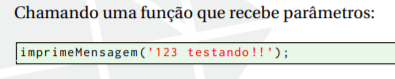 Chamando uma função que recebe parâmetros:
imprimeMensagem('123 testando!!');